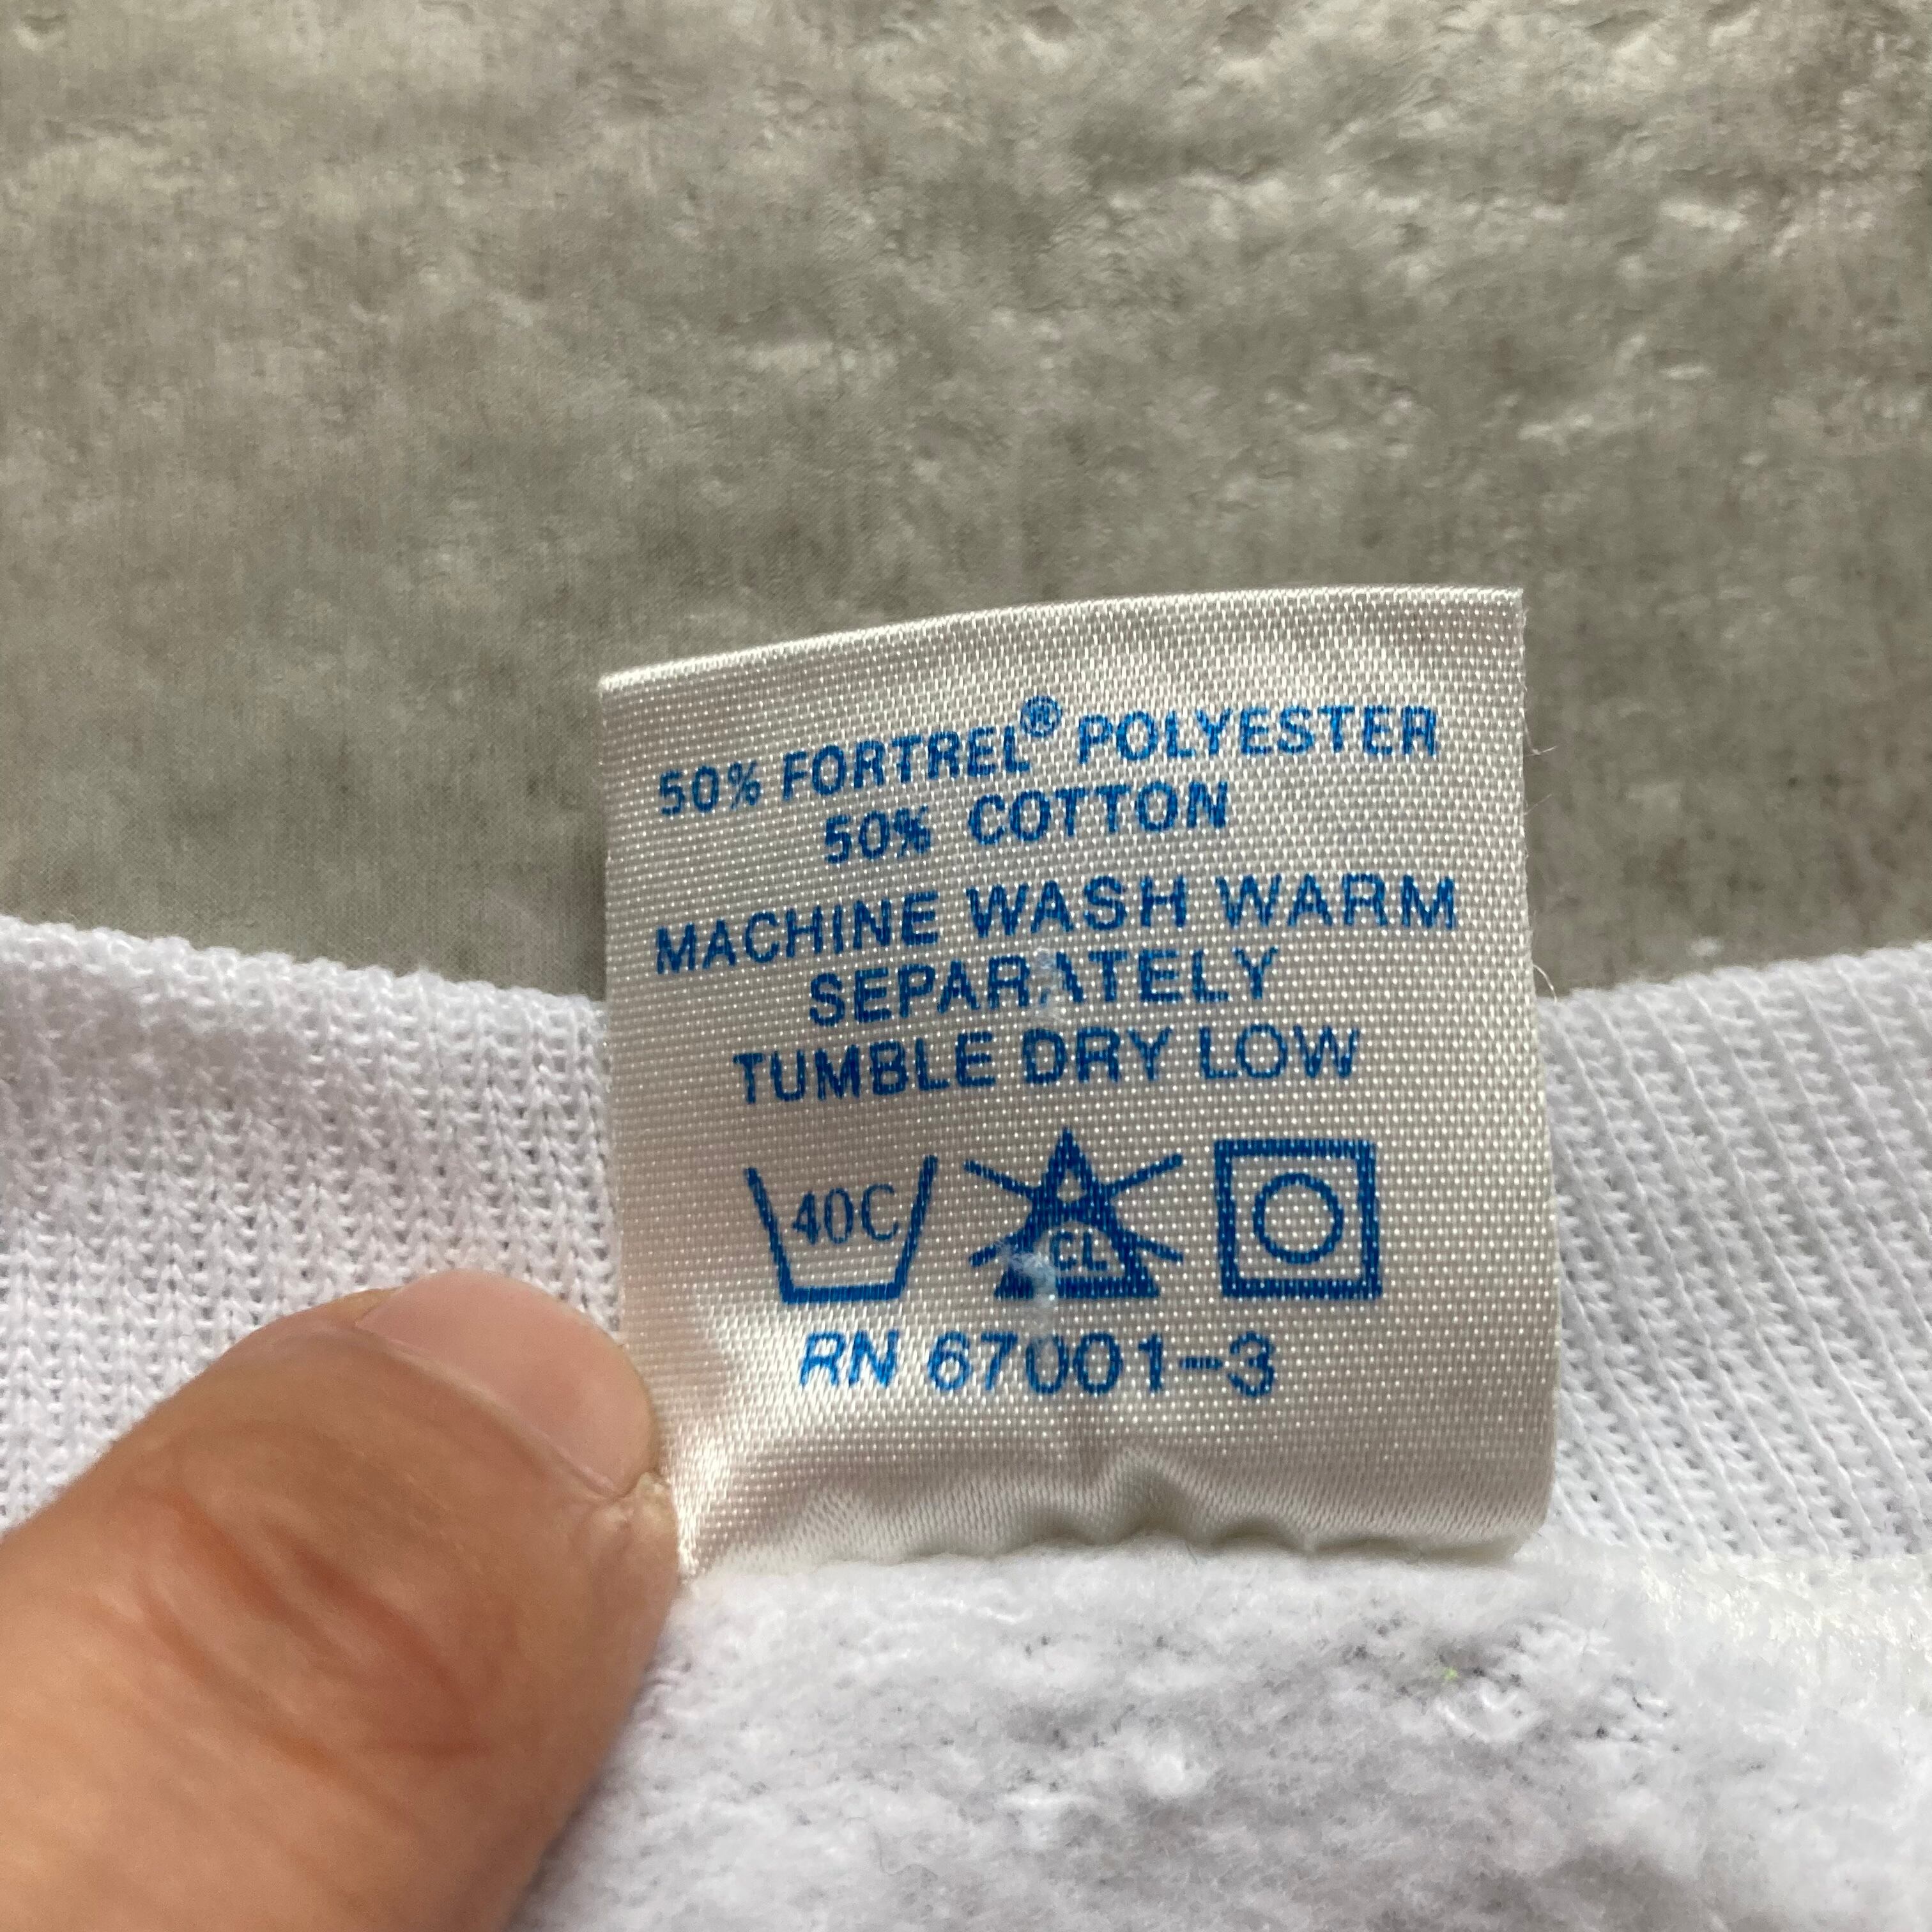 50% FORTREL® POLYESTER
50% COTTON
MACHINE WASH WARM
SEPARATELY
TUMBLE DRY LOW
40C CL
RN 67001-3